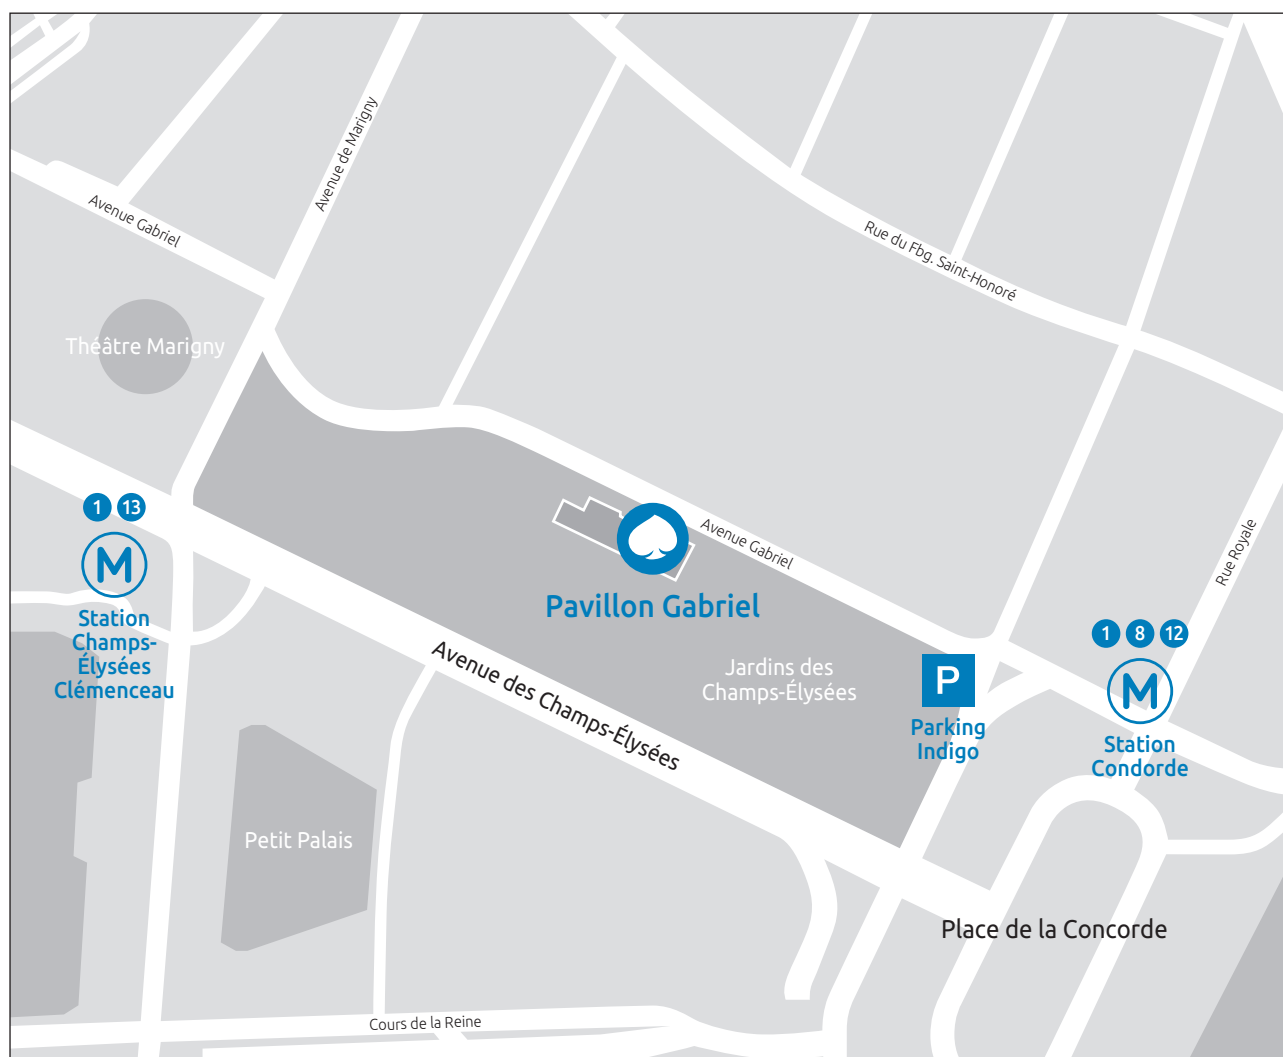 Avenue de Marigny
Avenue Gabriel
Rue du Fbg. Saint-Honoré
Théâtre Marigny
1 13
M
Station
Champs-
Élysées
Clémenceau
Avenue Gabriel
Rue Royale
Pavillon Gabriel
1 8 12
M
Station
Condorde
Avenue des Champs-Élysées
Jardins des
Champs-Élysées
P
Parking
Indigo
Petit Palais
Place de la Concorde
Cours de la Reine